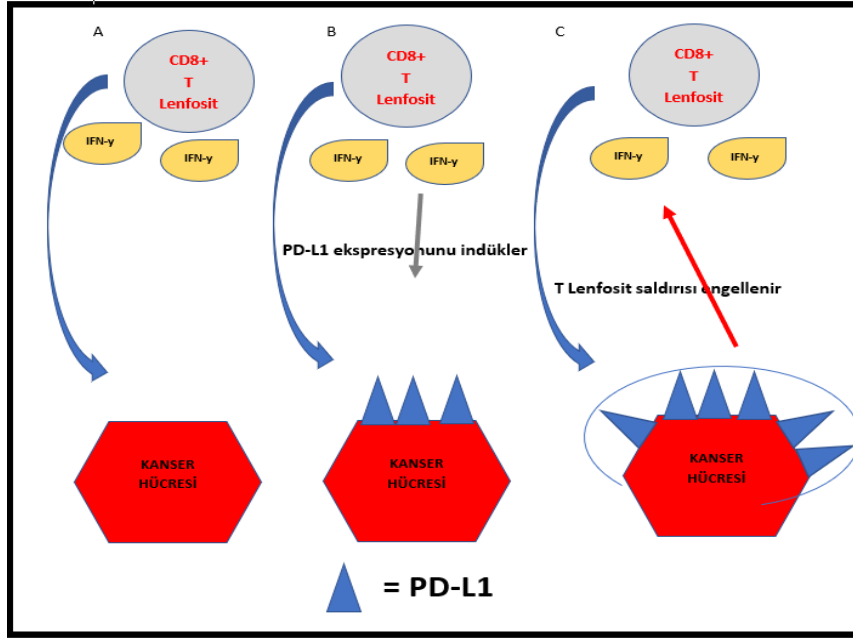 A
CD8+
T
Lenfosit
IFN-y
IFN-y
B
CD8+
T
Lenfosit
IFN-y
IFN-y
PD-L1 ekspresyonunu indükler
C
CD8+
T
Lenfosit
IFN-y
IFN-y
T Lenfosit saldırısı engellenir
KANSER
HÜCRESİ
KANSER
HÜCRESİ
KANSER
HÜCRESİ
= PD-L1